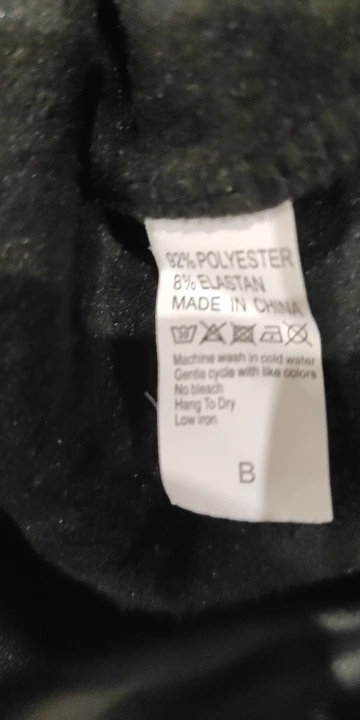 92% POLYESTER
8% ELASTAN
MADE IN CHINA
Machine wash in cold water
Gentle cycle with like colors
No bleach
Hang To Dry
Low iron
B